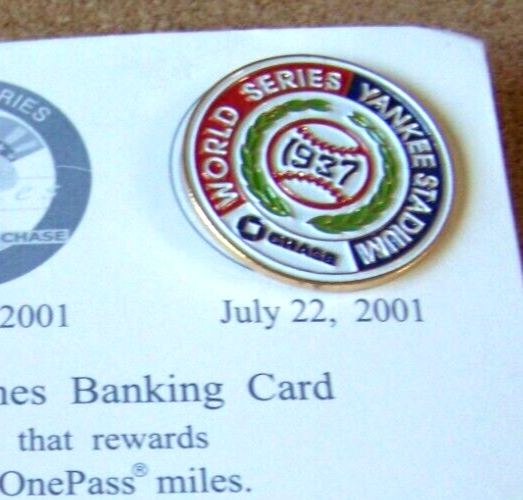 WORLD SERIES YANKEE STADIUM
1937
CHASE
RIES
CHASE
2001
July 22, 2001
nes Banking Card
that rewards
OnePass® miles.